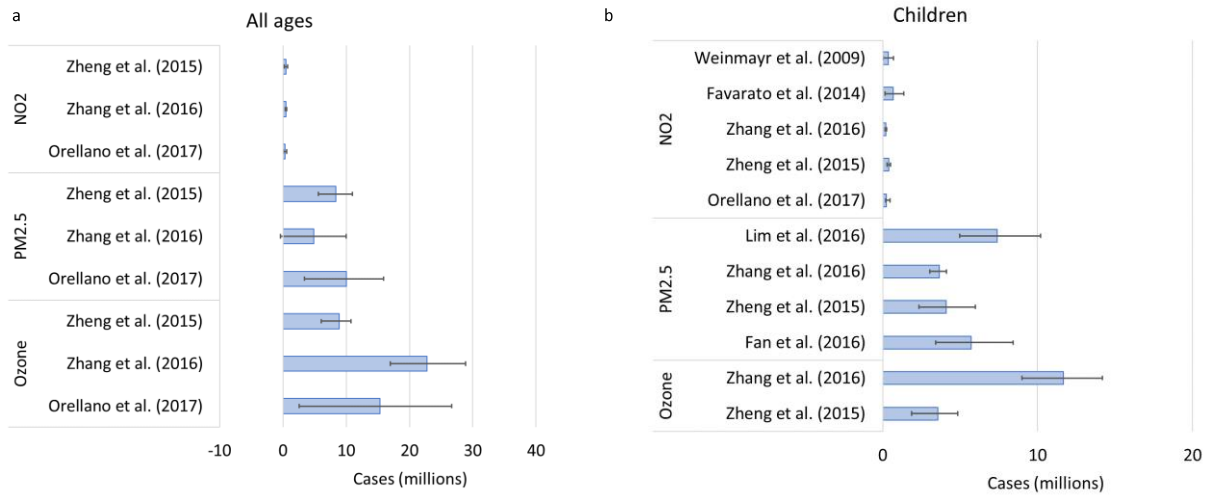 a
All ages
NO2
Zheng et al. (2015)
Zhang et al. (2016)
Orellano et al. (2017)
PM2.5
Zheng et al. (2015)
Zhang et al. (2016)
Orellano et al. (2017)
Ozone
Zheng et al. (2015)
Zhang et al. (2016)
Orellano et al. (2017)
-10 0 10 20 30 40
Cases (millions)
b
Children
NO2
Weinmayr et al. (2009)
Favarato et al. (2014)
Zhang et al. (2016)
Zheng et al. (2015)
Orellano et al. (2017)
PM2.5
Lim et al. (2016)
Zhang et al. (2016)
Zheng et al. (2015)
Fan et al. (2016)
Ozone
Zhang et al. (2016)
Zheng et al. (2015)
0 10 20
Cases (millions)